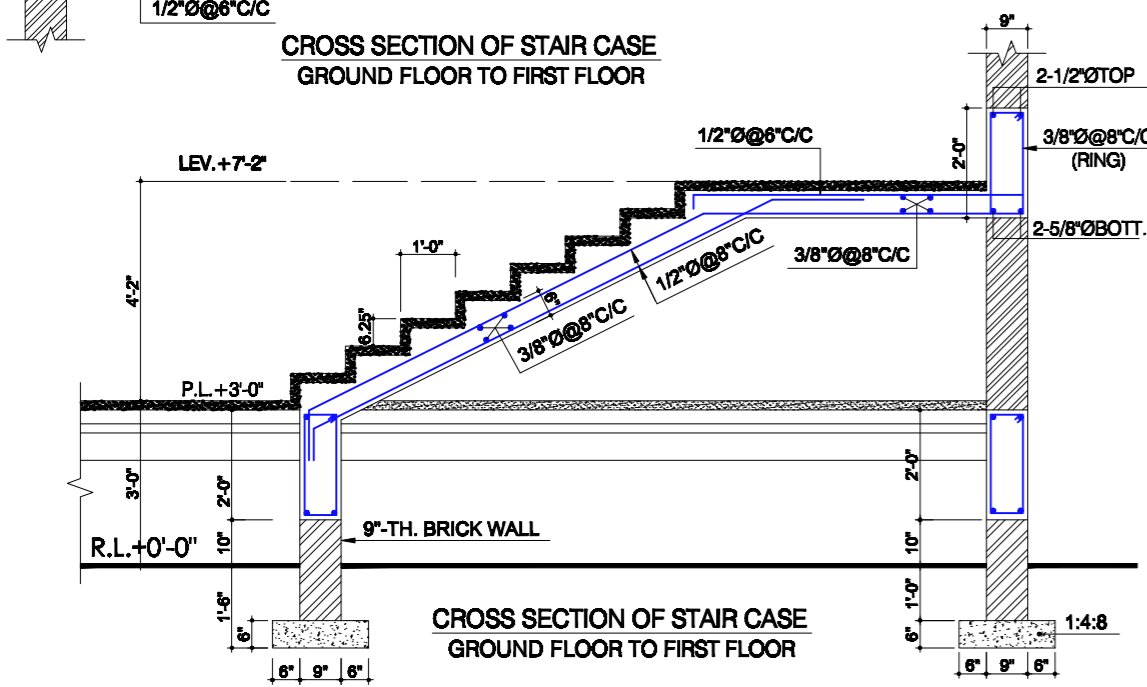 1/2"Ø@6"C/C
CROSS SECTION OF STAIR CASE
GROUND FLOOR TO FIRST FLOOR
9"
2-1/2"ØTOP
1/2"Ø@6"C/C
3/8"Ø@8"C/C
(RING)
2'-0"
LEV.+7'-2"
2-5/8"ØBOTT.
1'-0"
3/8"Ø@8"C/C
1/2"Ø@8"C/C
4'-2"
6"
6.25"
3/8"Ø@8"C/C
P.L.+3'-0"
3'-0"
2'-0"
2'-0"
9"-TH. BRICK WALL
10"
10"
R.L.+0'-0"
1'-6"
1'-0"
CROSS SECTION OF STAIR CASE
GROUND FLOOR TO FIRST FLOOR
6"
6"
1:4:8
6" 9" 6"
6" 9" 6"